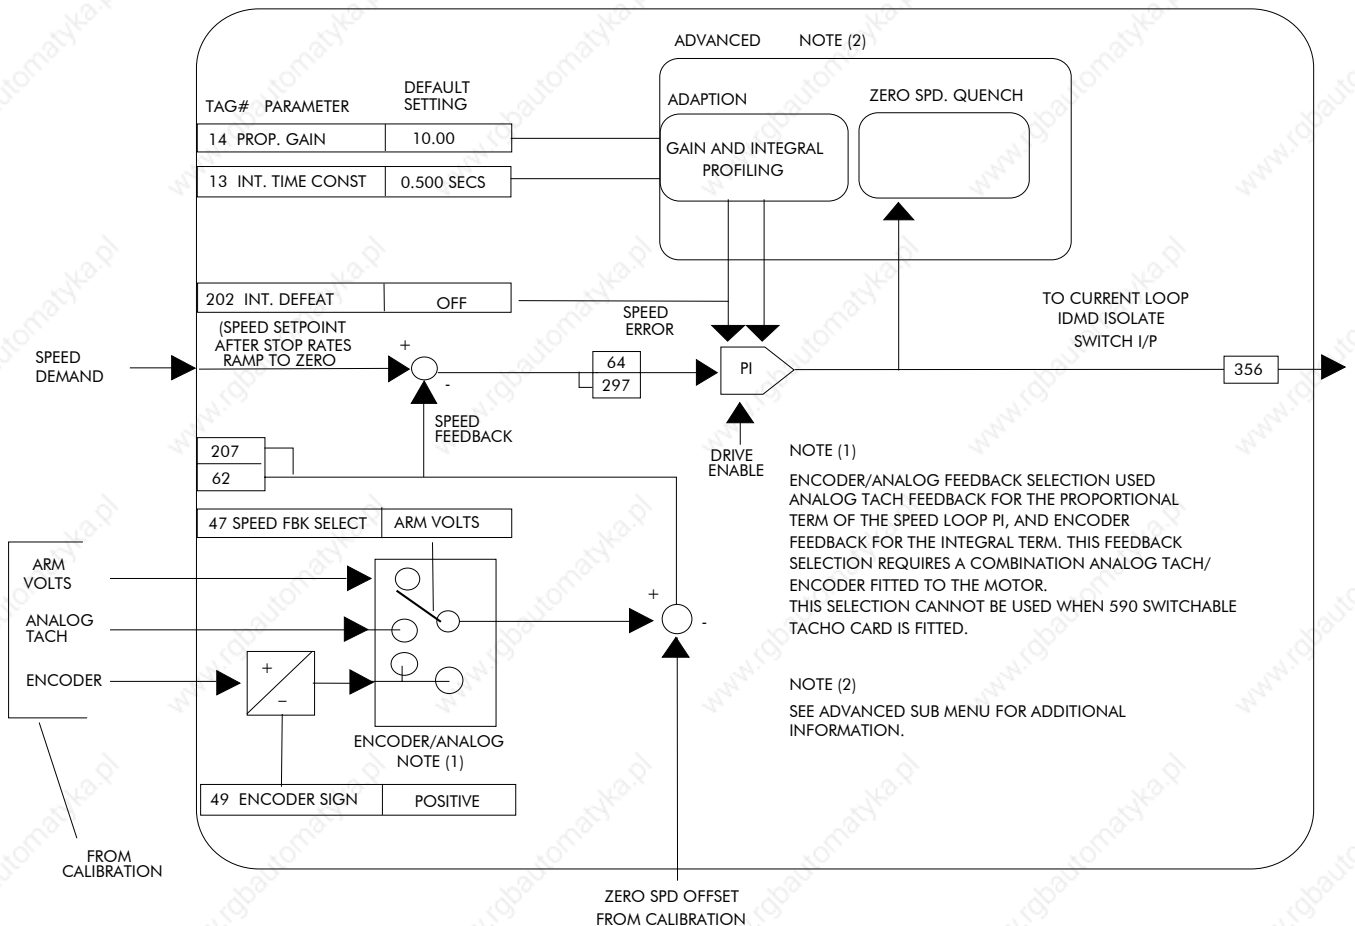 ADVANCED NOTE (2)
DEFAULT
SETTING
TAG# PARAMETER
ADAPTION
ZERO SPD. QUENCH
14 PROP. GAIN 10.00
GAIN AND INTEGRAL
PROFILING
13 INT. TIME CONST 0.500 SECS
202 INT. DEFEAT OFF
(SPEED SETPOINT
AFTER STOP RATES
RAMP TO ZERO
SPEED
ERROR
TO CURRENT LOOP
IDMD ISOLATE
SWITCH I/P
SPEED
DEMAND
+
-
64
297
PI
356
SPEED
FEEDBACK
DRIVE
ENABLE
207
62
NOTE (1)
ENCODER/ANALOG FEEDBACK SELECTION USED
ANALOG TACH FEEDBACK FOR THE PROPORTIONAL
TERM OF THE SPEED LOOP PI, AND ENCODER
FEEDBACK FOR THE INTEGRAL TERM. THIS FEEDBACK
SELECTION REQUIRES A COMBINATION ANALOG TACH/
ENCODER FITTED TO THE MOTOR.
THIS SELECTION CANNOT BE USED WHEN 590 SWITCHABLE
TACHO CARD IS FITTED.
47 SPEED FBK SELECT ARM VOLTS
ARM
VOLTS
ANALOG
TACH
ENCODER
+
-
+
-
NOTE (2)
SEE ADVANCED SUB MENU FOR ADDITIONAL
INFORMATION.
ENCODER/ANALOG
NOTE (1)
49 ENCODER SIGN POSITIVE
FROM
CALIBRATION
ZERO SPD OFFSET
FROM CALIBRATION
www.rgbautomatyka.pl